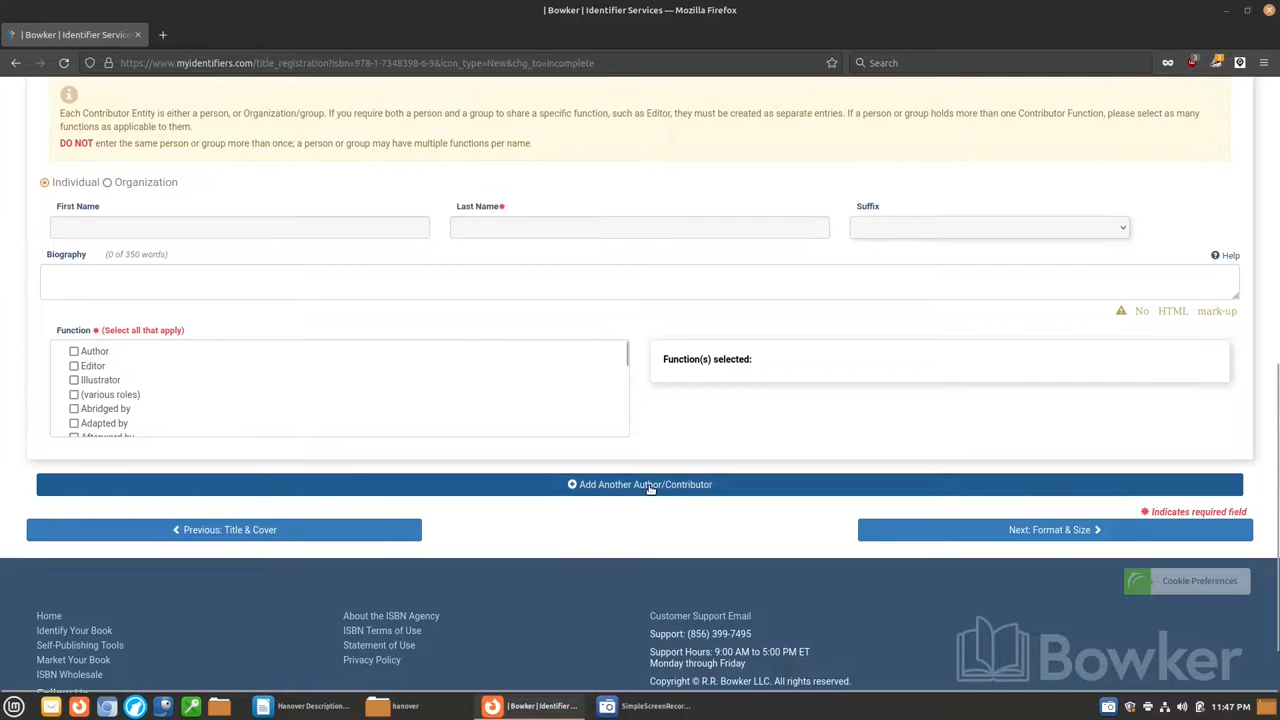 | Bowker | Identifier Services — Mozilla Firefox
| Bowker | Identifier Service
https://www.myidentifiers.com/title_registration?isbn=978-1-7348398-6-9&icon_type=New&chg_to=Incomplete
Search
Each Contributor Entity is either a person, or Organization/group. If you require both a person and a group to share a specific function, such as Editor, they must be created as separate entries. If a person or group holds more than one Contributor Function, please select as many
functions as applicable to them.
DO NOT enter the same person or group more than once; a person or group may have multiple functions per name.
Individual Organization
First Name Last Name* Suffix
Biography (0 of 350 words) Help
No HTML mark-up
Function * (Select all that apply)
Author
Editor
Illustrator
(various roles)
Abridged by
Adapted by
Afterword by
Function(s) selected:
Add Another Author/Contributor
* Indicates required field
Previous: Title & Cover Next: Format & Size
Cookie Preferences
Home
Identify Your Book
Self-Publishing Tools
Market Your Book
ISBN Wholesale
Follow Us
About the ISBN Agency
ISBN Terms of Use
Statement of Use
Privacy Policy
Customer Support Email
Support: (856) 399-7495
Support Hours: 9:00 AM to 5:00 PM ET
Monday through Friday
Copyright © R.R. Bowker LLC. All rights reserved.
Bowker
Hanover Description... hanover | Bowker | Identifier ... SimpleScreenRecor... 11:47 PM